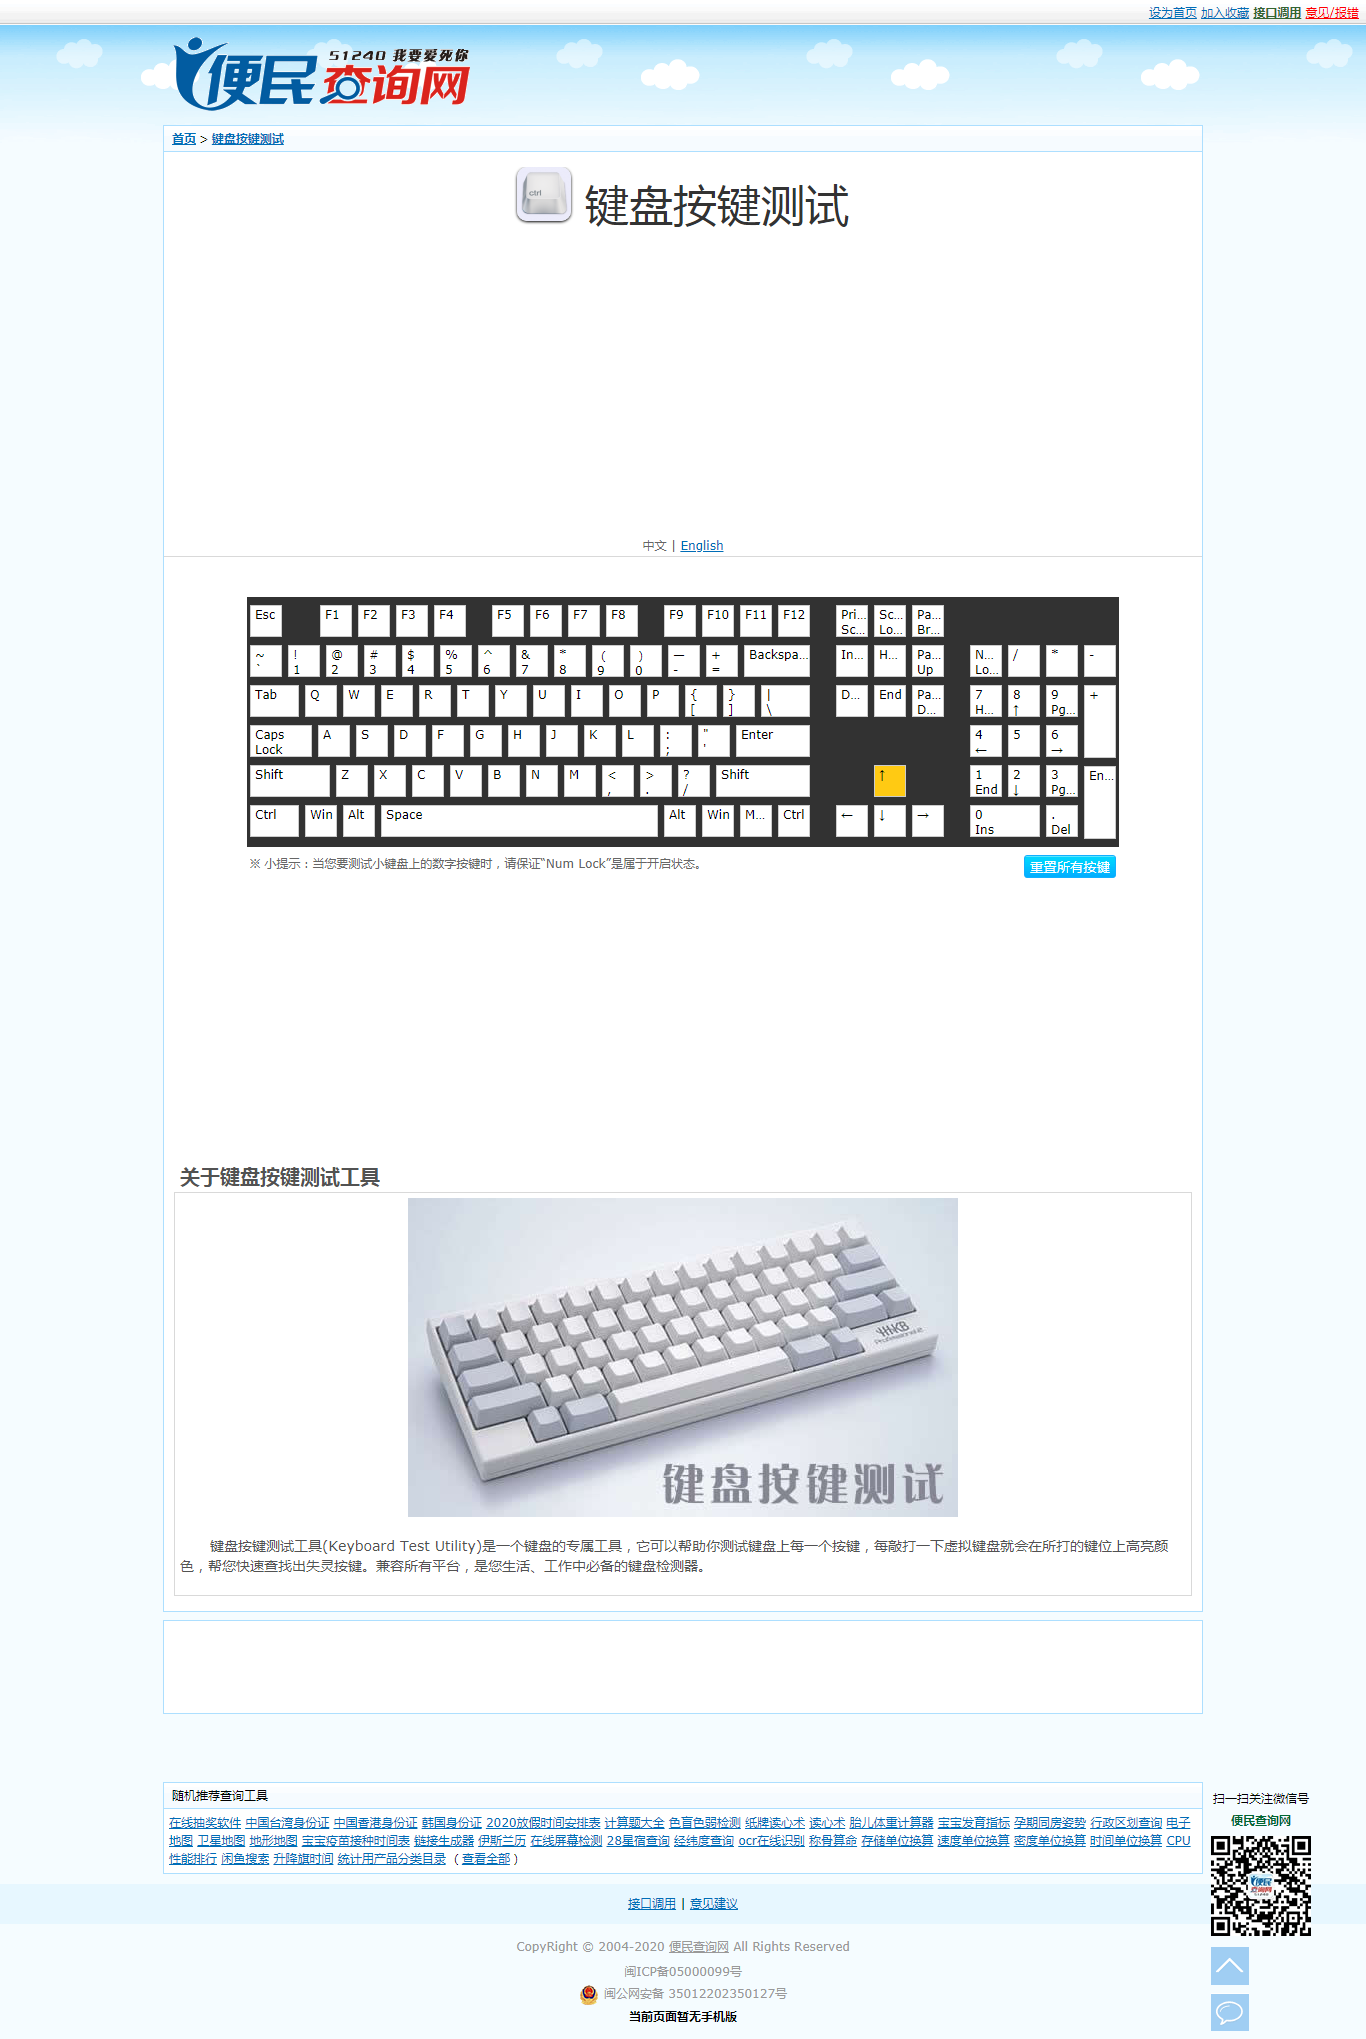 设为首页 加入收藏 接口调用 意见/报错
51240 我要爱死你
便民查询网
首页 > 键盘按键测试
ctrl
键盘按键测试
中文 | English
Esc F1 F2 F3 F4 F5 F6 F7 F8 F9 F10 F11 F12 Pri... Sc... Pa...
Sc... Lo... Br...
~ ! @ # $ % ^ & * ( ) — + Backspa... In... H... Pa... N... / * -
` 1 2 3 4 5 6 7 8 9 0 - = Up Lo...
Tab Q W E R T Y U I O P { } | D... End Pa... 7 8 9 +
[ ] \ D... H... ↑ Pg...
Caps A S D F G H J K L : " Enter 4 5 6
Lock ; ' ← →
Shift Z X C V B N M < > ? Shift ↑ 1 2 3 En...
, . / End ↓ Pg...
Ctrl Win Alt Space Alt Win M... Ctrl ← ↓ → 0 .
Ins Del
※ 小提示：当您要测试小键盘上的数字按键时，请保证“Num Lock”是属于开启状态。
重置所有按键
关于键盘按键测试工具
HHKB
Professional2
键盘按键测试
键盘按键测试工具(Keyboard Test Utility)是一个键盘的专属工具，它可以帮助你测试键盘上每一个按键，每敲打一下虚拟键盘就会在所打的键位上高亮颜
色，帮您快速查找出失灵按键。兼容所有平台，是您生活、工作中必备的键盘检测器。
随机推荐查询工具
在线抽奖软件 中国台湾身份证 中国香港身份证 韩国身份证 2020放假时间安排表 计算题大全 色盲色弱检测 纸牌读心术 读心术 胎儿体重计算器 宝宝发育指标 孕期同房姿势 行政区划查询 电子
地图 卫星地图 地形地图 宝宝疫苗接种时间表 链接生成器 伊斯兰历 在线屏幕检测 28星宿查询 经纬度查询 ocr在线识别 称骨算命 存储单位换算 速度单位换算 密度单位换算 时间单位换算 CPU
性能排行 闲鱼搜索 升降旗时间 统计用产品分类目录 （查看全部）
扫一扫关注微信号
便民查询网
接口调用 | 意见建议
CopyRight © 2004-2020 便民查询网 All Rights Reserved
闽ICP备05000099号
闽公网安备 35012202350127号
当前页面暂无手机版